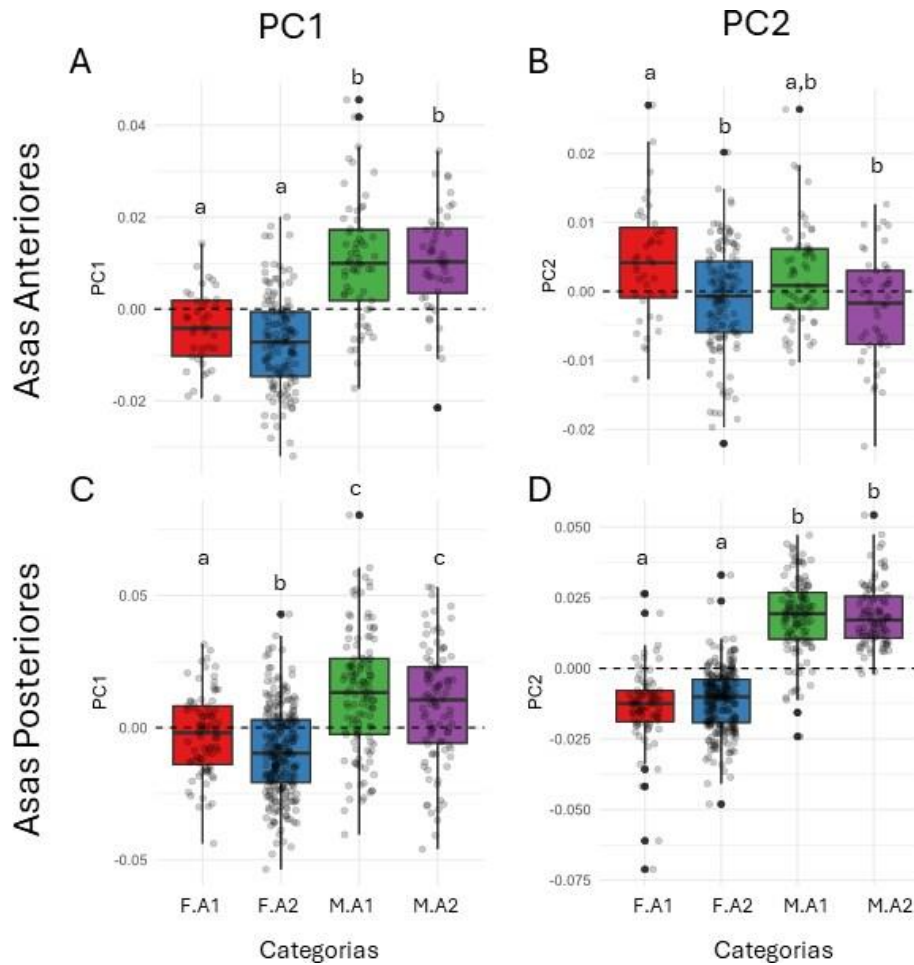 PC1
PC2
A
B
Asas Anteriores
PC1
0.04
0.02
0.00
-0.02
a
a
b
b
PC2
0.02
0.01
0.00
-0.01
-0.02
a
b
a,b
b
C
D
Asas Posteriores
PC1
0.05
0.00
-0.05
a
b
c
c
F.A1
F.A2
M.A1
M.A2
Categorias
PC2
0.050
0.025
0.000
-0.025
-0.050
-0.075
a
a
b
b
F.A1
F.A2
M.A1
M.A2
Categorias